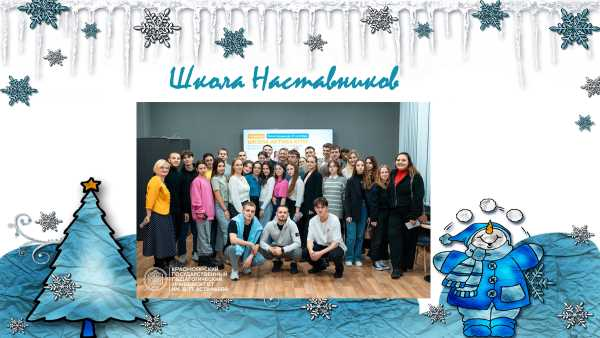 Школа Наставников
КРАСНОЯРСКИЙ
ГОСУДАРСТВЕННЫЙ
ПЕДАГОГИЧЕСКИЙ
УНИВЕРСИТЕТ
ИМ. В. П. АСТАФЬЕВА